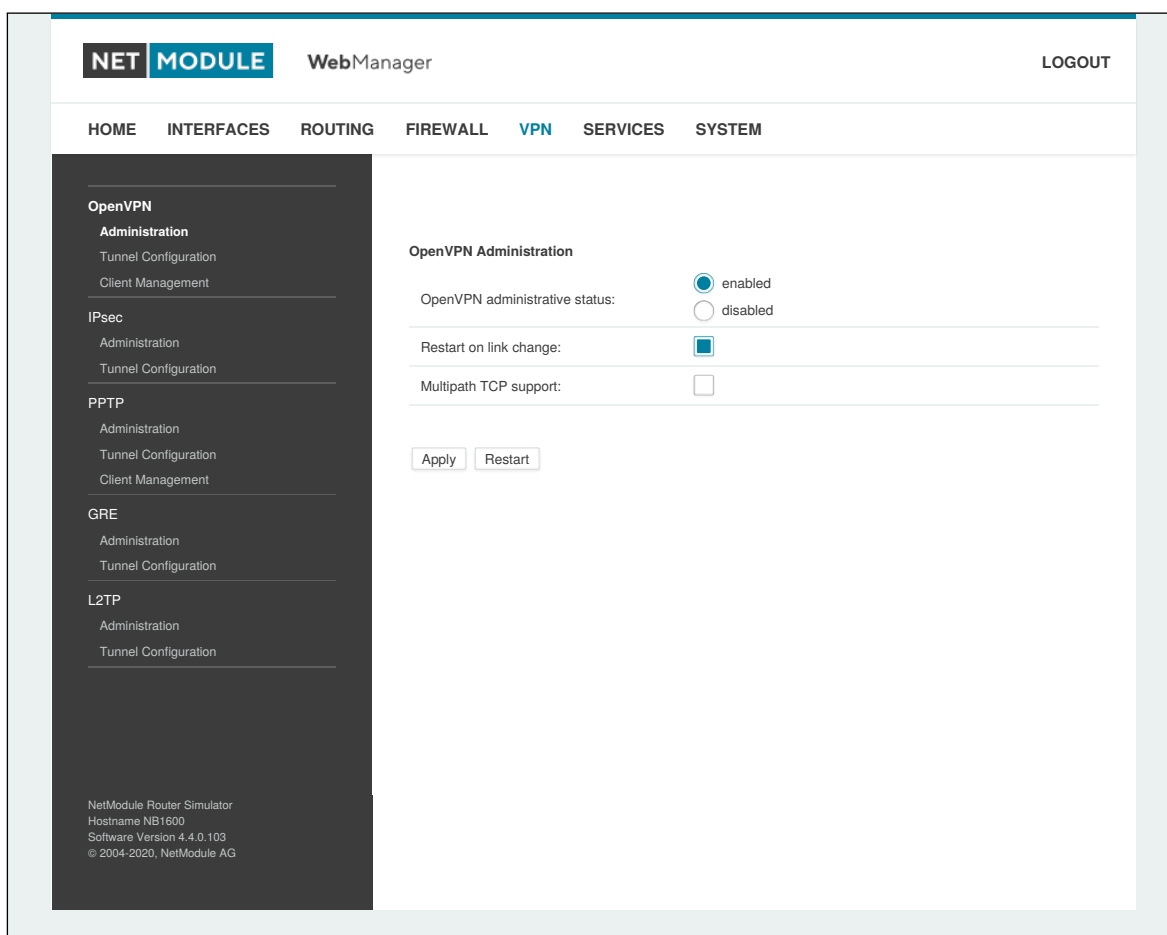 NET MODULE WebManager LOGOUT
HOME INTERFACES ROUTING FIREWALL VPN SERVICES SYSTEM
OpenVPN
Administration
Tunnel Configuration
Client Management
IPsec
Administration
Tunnel Configuration
PPTP
Administration
Tunnel Configuration
Client Management
GRE
Administration
Tunnel Configuration
L2TP
Administration
Tunnel Configuration
NetModule Router Simulator
Hostname NB1600
Software Version 4.4.0.103
© 2004-2020, NetModule AG
OpenVPN Administration
OpenVPN administrative status:
enabled
disabled
Restart on link change:
Multipath TCP support:
Apply Restart